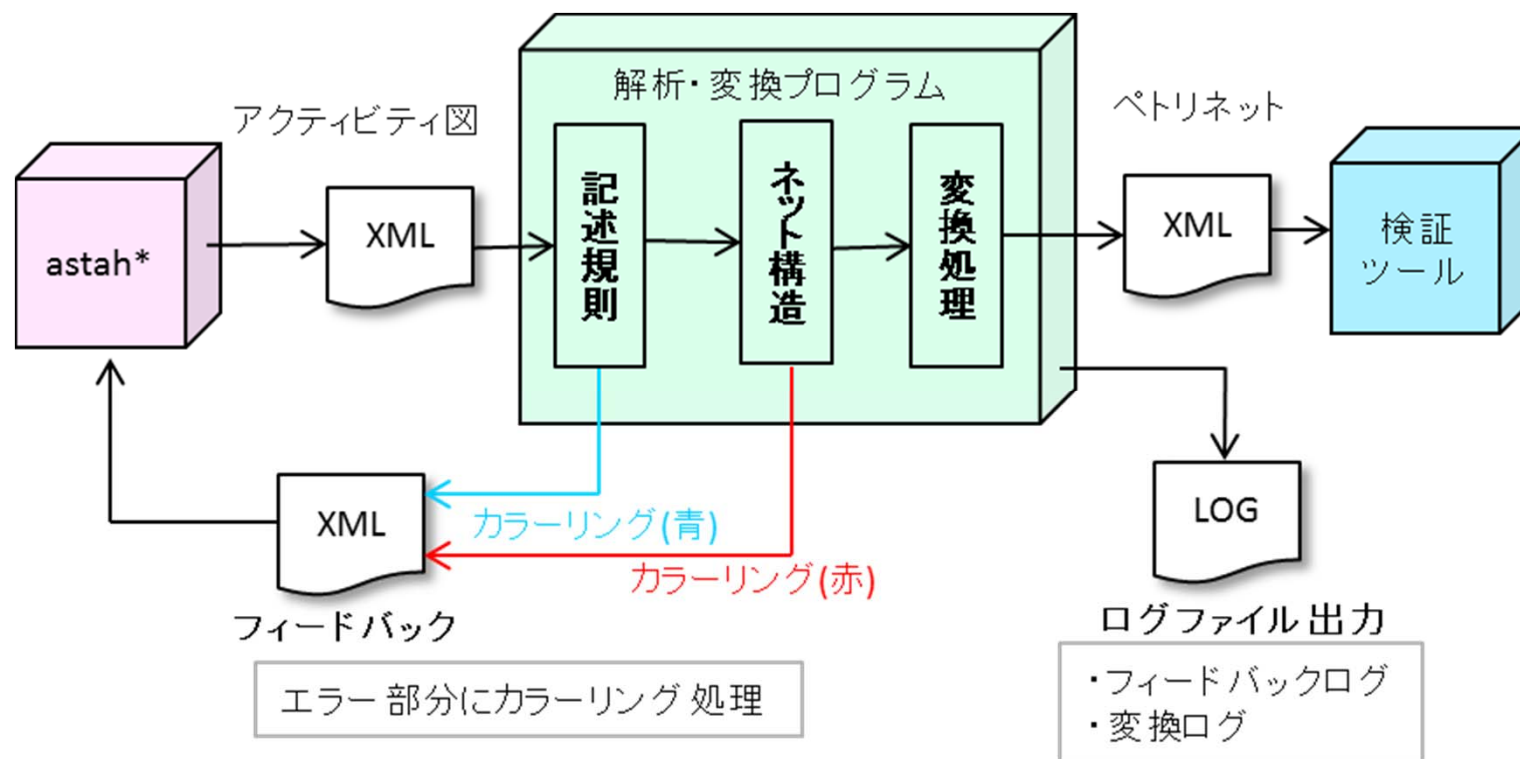 解析・変換プログラム
アクティビティ図
ペトリネット
astah*
XML
記述規則
ネット構造
変換処理
XML
検証
ツール
XML
カラーリング(青)
カラーリング(赤)
フィードバック
エラー部分にカラーリング処理
LOG
ログファイル出力
・フィードバックログ
・変換ログ